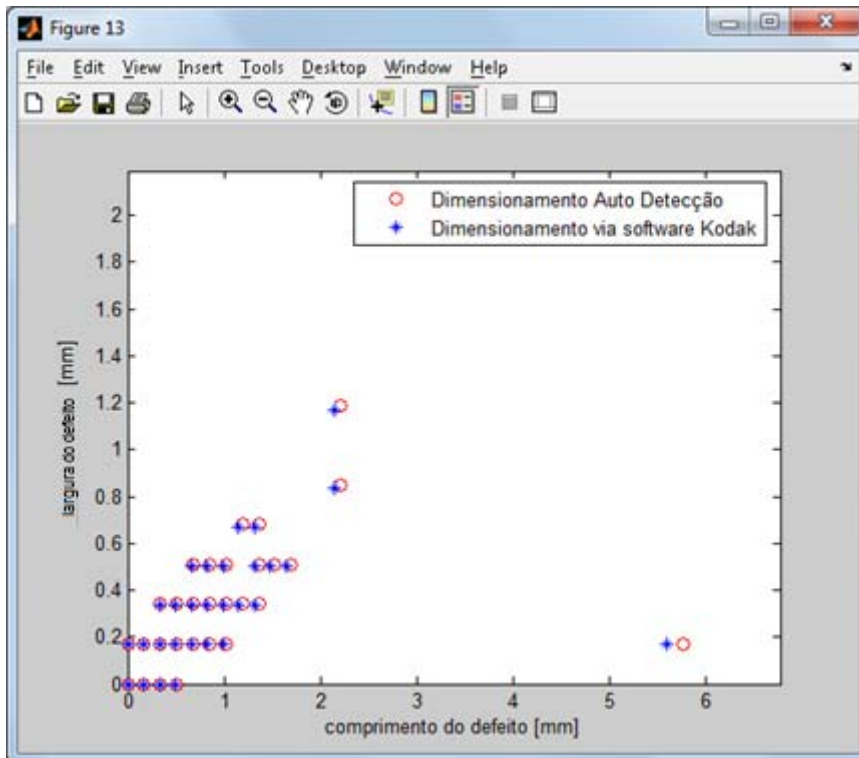 Figure 13
File Edit View Insert Tools Desktop Window Help
Dimensionamento Auto Detecção
Dimensionamento via software Kodak
2
1.8
1.6
1.4
1.2
1
0.8
0.6
0.4
0.2
0
largura do defeito [mm]
0 1 2 3 4 5 6
comprimento do defeito [mm]